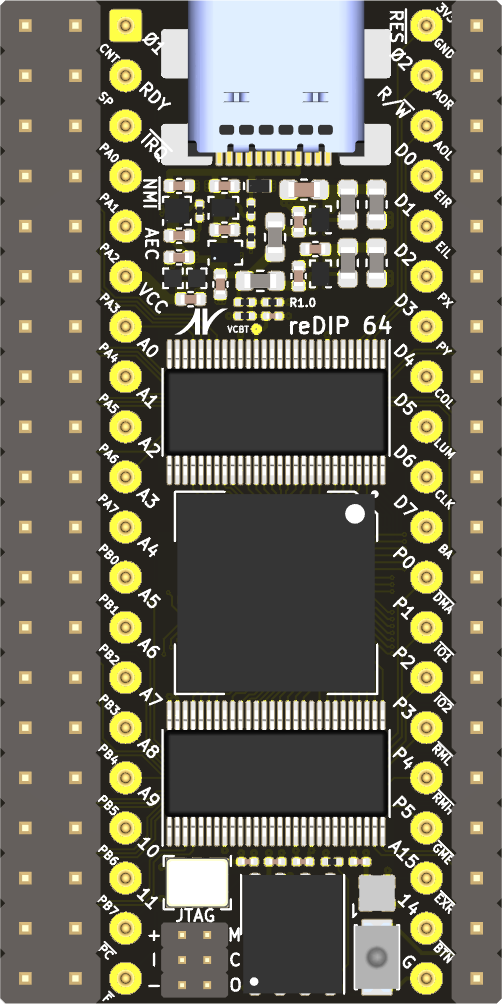 3V3
Ø1
RES
CNT
GND
RDY
Ø2
SP
AOR
IRQ
R/W
PA0
AOL
NMI
D0
PA1
EIR
AEC
D1
PA2
EIL
VCC
D2
PA3
PX
R1.0
A0
D3
VCBT
reDIP 64
PA4
PY
A1
D4
PA5
COL
A2
D5
PA6
LUM
A3
D6
PA7
CLK
A4
D7
PB0
BA
A5
P0
PB1
DMA
A6
P1
PB2
IO1
A7
P2
PB3
IO2
A8
P3
PB4
RML
A9
P4
PB5
RMH
10
P5
PB6
GME
11
A15
PB7
EXR
JTAG
14
PC
BTN
+ M
G
I C
- O
F